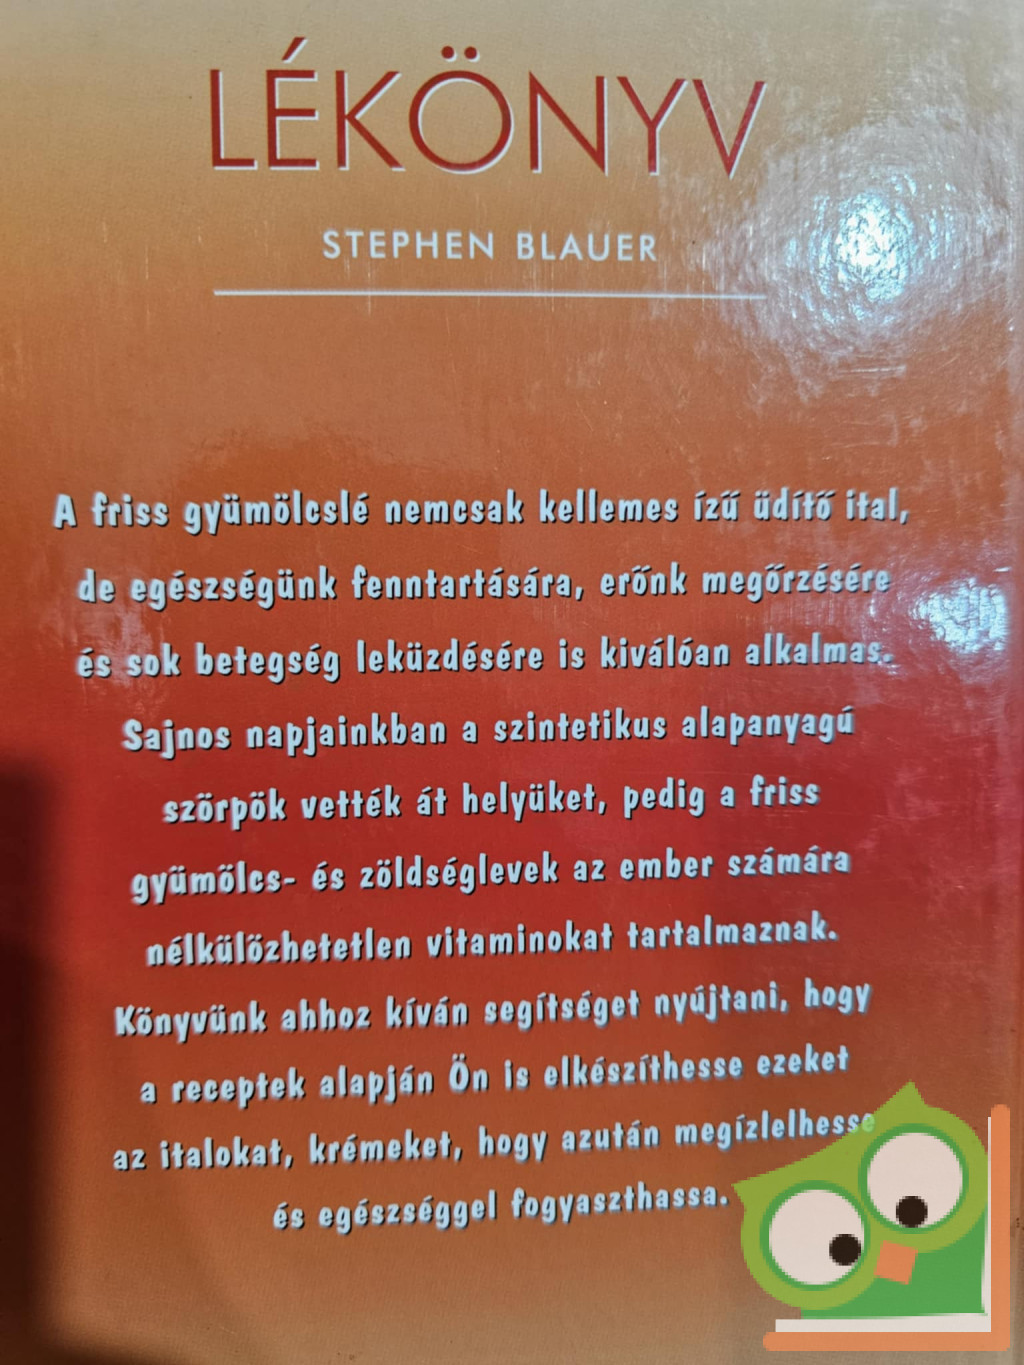 LÉKÖNYV
STEPHEN BLAUER
A friss gyümölcslé nemcsak kellemes ízű üdítő ital,
de egészségünk fenntartására, erőnk megőrzésére
és sok betegség leküzdésére is kiválóan alkalmas.
Sajnos napjainkban a szintetikus alapanyagú
szörpök vették át helyüket, pedig a friss
gyümölcs- és zöldséglevek az ember számára
nélkülözhetetlen vitaminokat tartalmaznak.
Könyvünk ahhoz kíván segítséget nyújtani, hogy
a receptek alapján Ön is elkészíthesse ezeket
az italokat, krémeket, hogy azután megízlelhesse
és egészséggel fogyaszthassa.